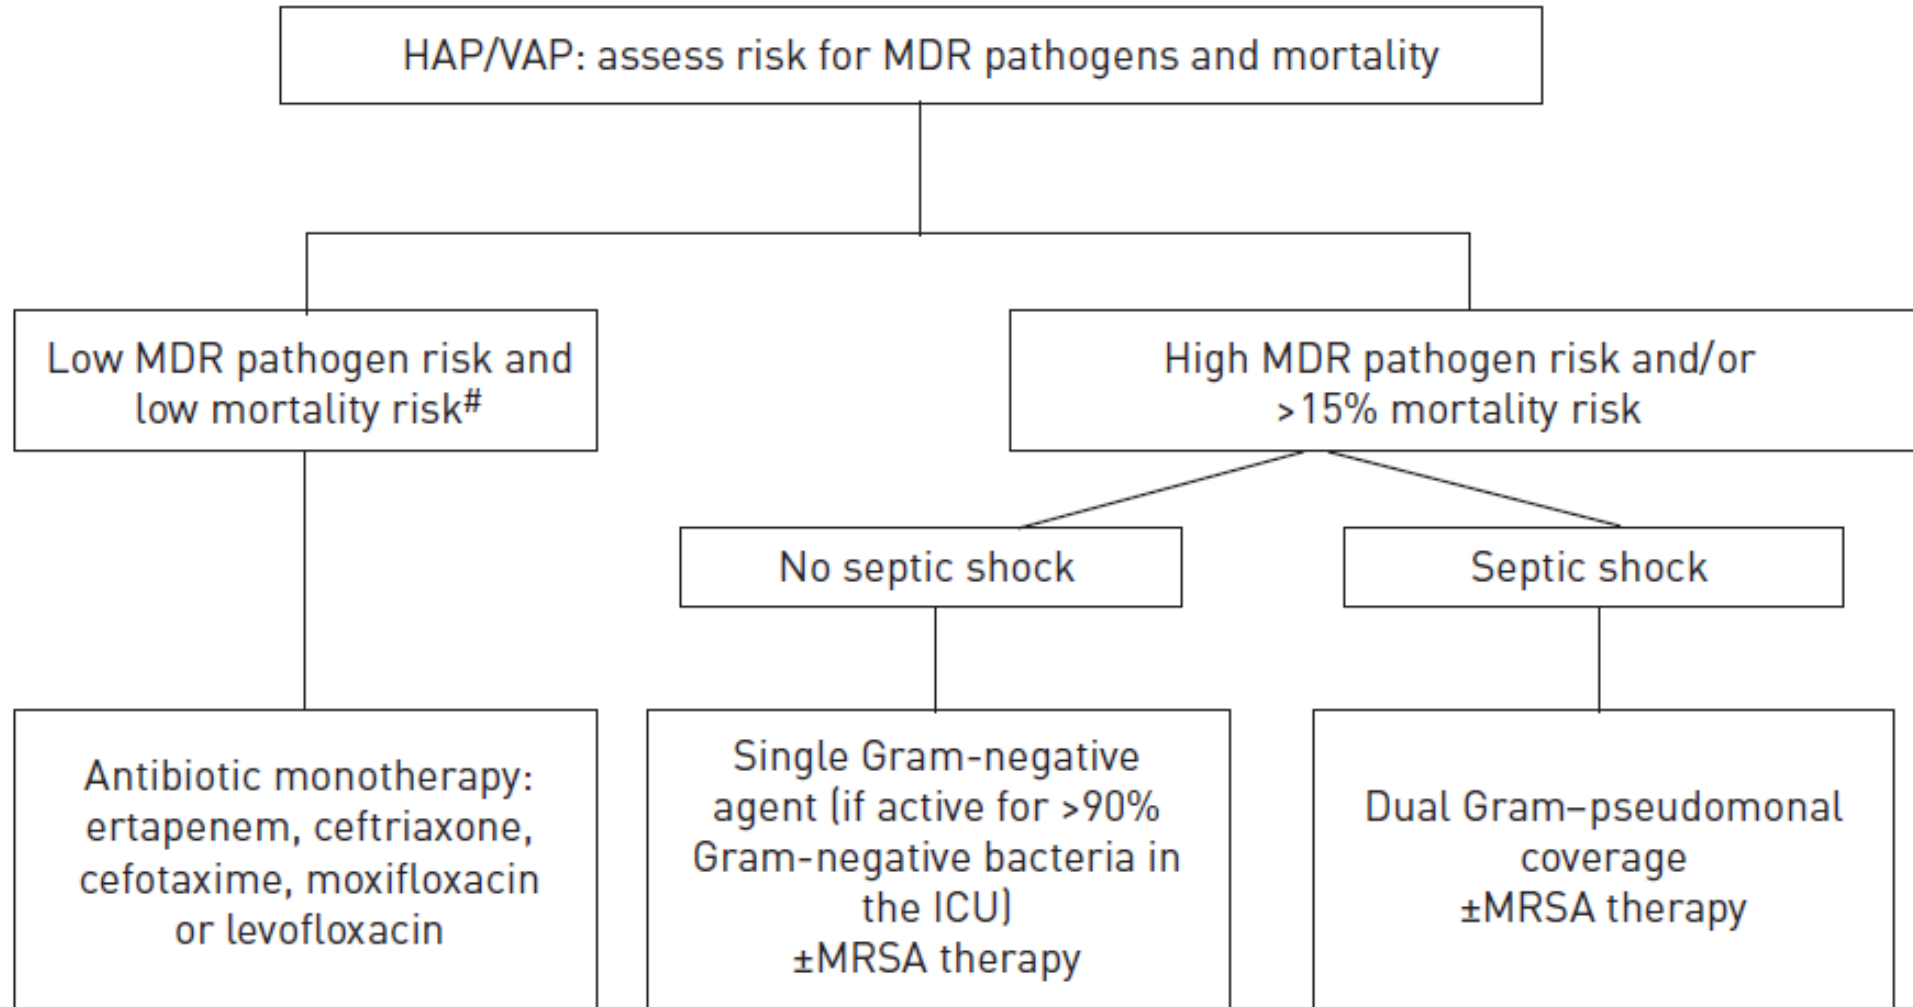 HAP/VAP: assess risk for MDR pathogens and mortality
Low MDR pathogen risk and
low mortality risk#
High MDR pathogen risk and/or
>15% mortality risk
No septic shock
Septic shock
Antibiotic monotherapy:
ertapenem, ceftriaxone,
cefotaxime, moxifloxacin
or levofloxacin
Single Gram-negative
agent (if active for >90%
Gram-negative bacteria in
the ICU)
±MRSA therapy
Dual Gram–pseudomonal
coverage
±MRSA therapy